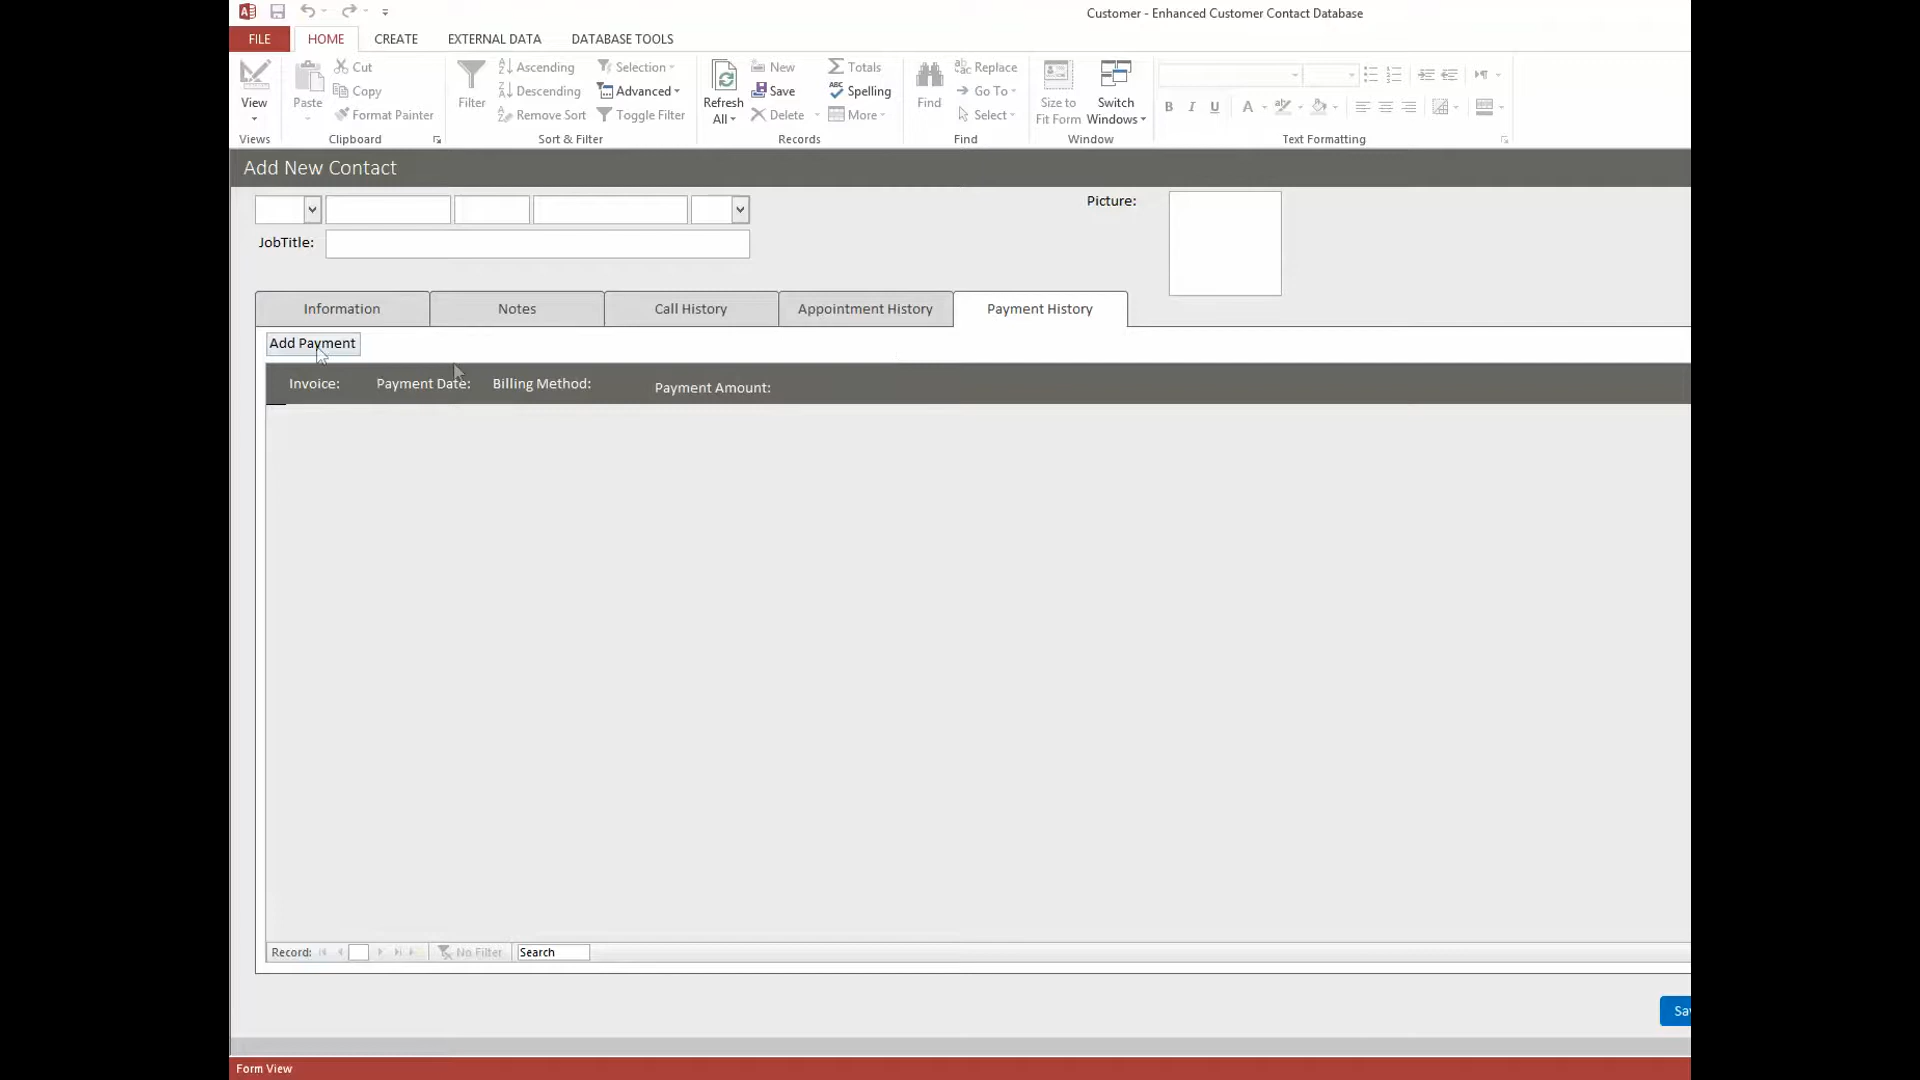 Customer - Enhanced Customer Contact Database
FILE HOME CREATE EXTERNAL DATA DATABASE TOOLS
View
Views
Paste
Cut
Copy
Format Painter
Clipboard
Filter
Ascending
Descending
Remove Sort
Selection
Advanced
Toggle Filter
Sort & Filter
Refresh
All
New
Save
Delete
Totals
Spelling
More
Records
Find
Replace
Go To
Select
Find
Size to
Fit Form
Switch
Windows
Window
B I U A
Text Formatting
Add New Contact
JobTitle:
Picture:
Information Notes Call History Appointment History Payment History
Add Payment
Invoice: Payment Date: Billing Method: Payment Amount:
Record: No Filter Search
Sa
Form View